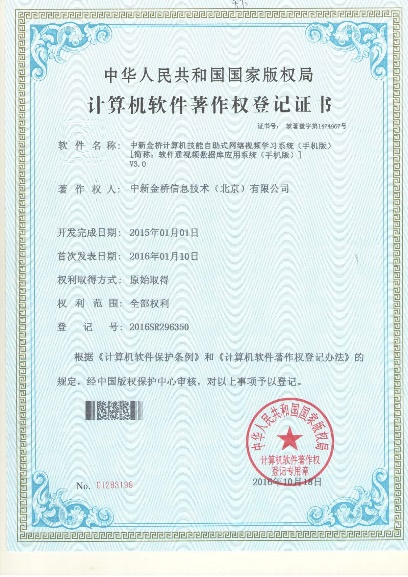 中华人民共和国国家版权局
计算机软件著作权登记证书
证书号： 软著登字第1474967号
软件名称： 中新金桥计算机技能自助式网络视频学习系统（手机版）
[简称：软件通视频数据库应用系统（手机版）]
V3.0
著作权人： 中新金桥信息技术（北京）有限公司
开发完成日期： 2015年01月01日
首次发表日期： 2016年01月10日
权利取得方式： 原始取得
权利范围： 全部权利
登记号： 2016SR296350
根据《计算机软件保护条例》和《计算机软件著作权登记办法》的
规定，经中国版权保护中心审核，对以上事项予以登记。
中华人民共和国国家版权局
计算机软件著作权
登记专用章
2016年10月18日
No. 01293196